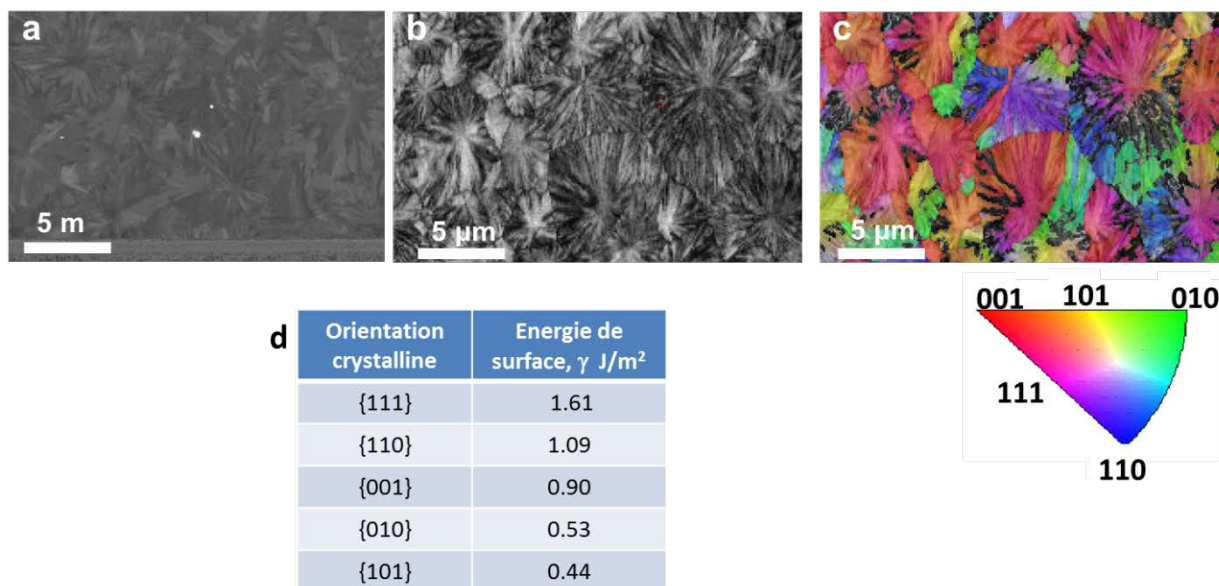 a
b
c
5 m
5 µm
5 µm
001
101
010
111
110
d
Orientation cristalline
Energie de surface, γ J/m²
{111}
1.61
{110}
1.09
{001}
0.90
{010}
0.53
{101}
0.44